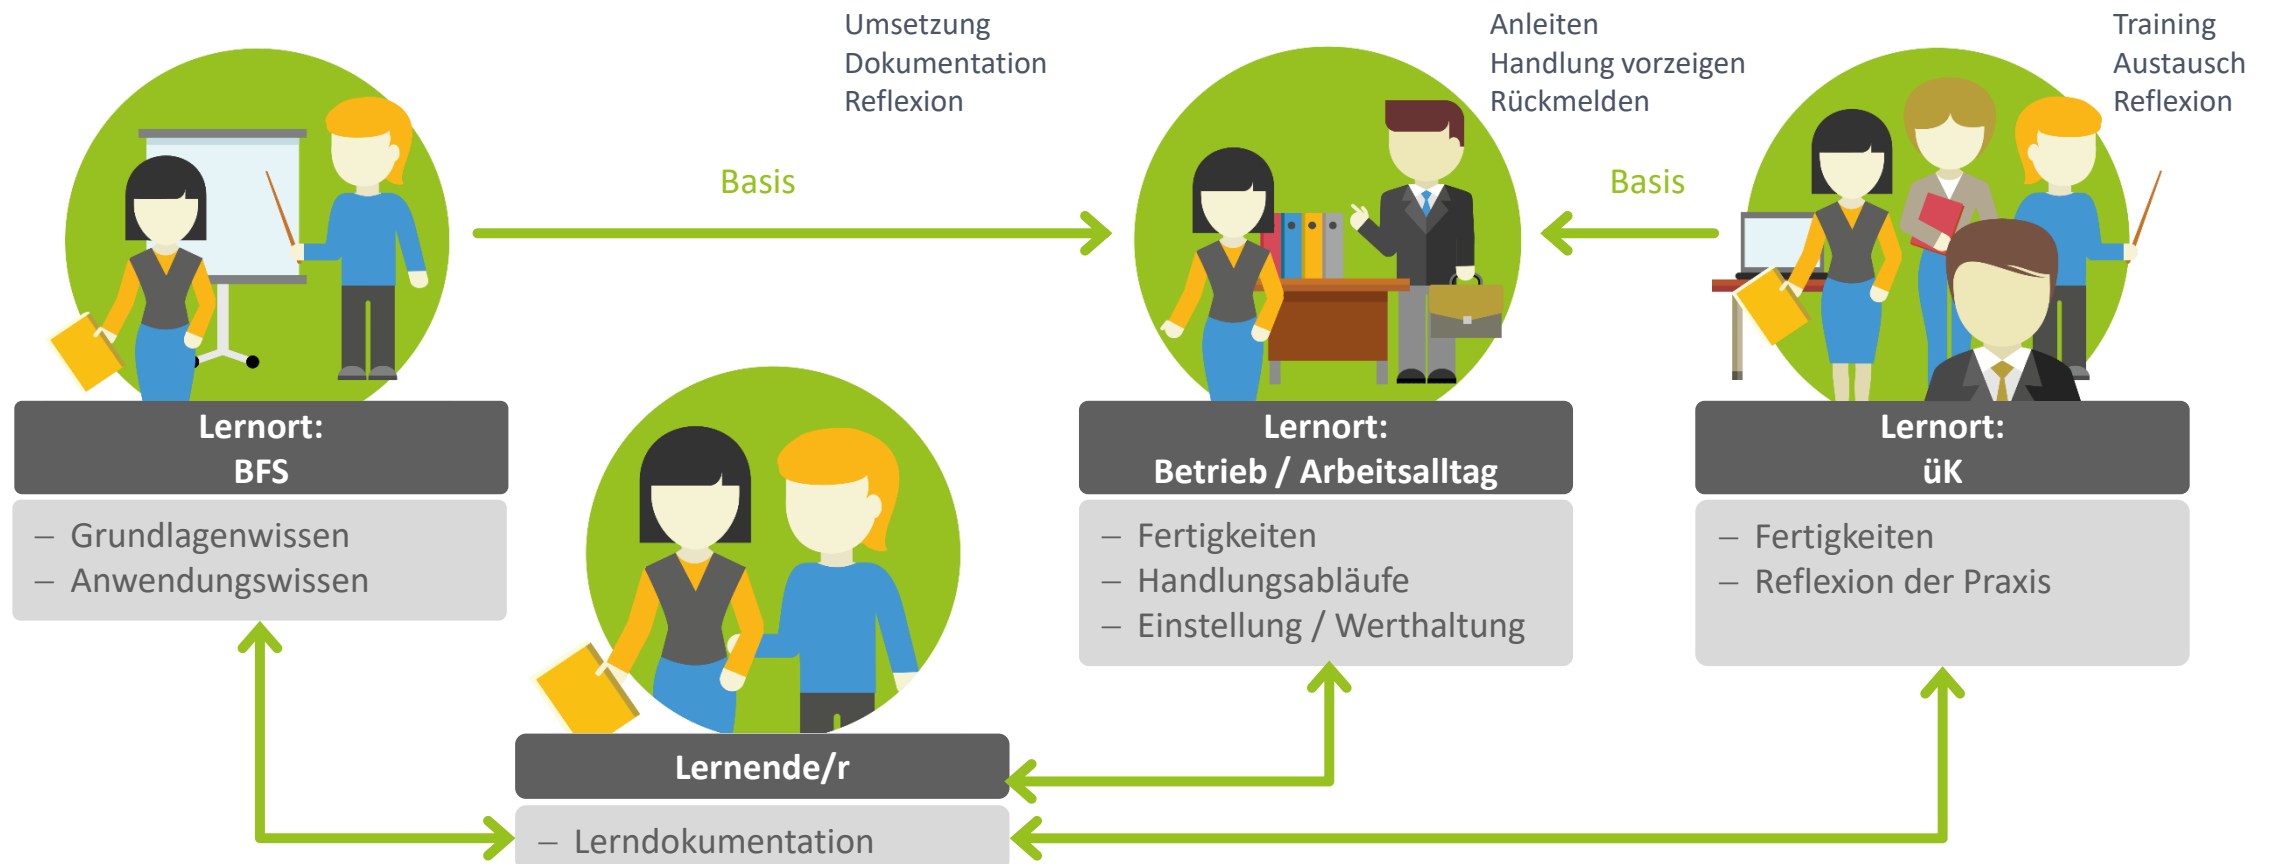 Umsetzung
Dokumentation
Reflexion
Anleiten
Handlung vorzeigen
Rückmelden
Training
Austausch
Reflexion
Basis
Basis
Lernort:
BFS
– Grundlagenwissen
– Anwendungswissen
Lernort:
Betrieb / Arbeitsalltag
– Fertigkeiten
– Handlungsabläufe
– Einstellung / Werthaltung
Lernort:
üK
– Fertigkeiten
– Reflexion der Praxis
Lernende/r
– Lerndokumentation